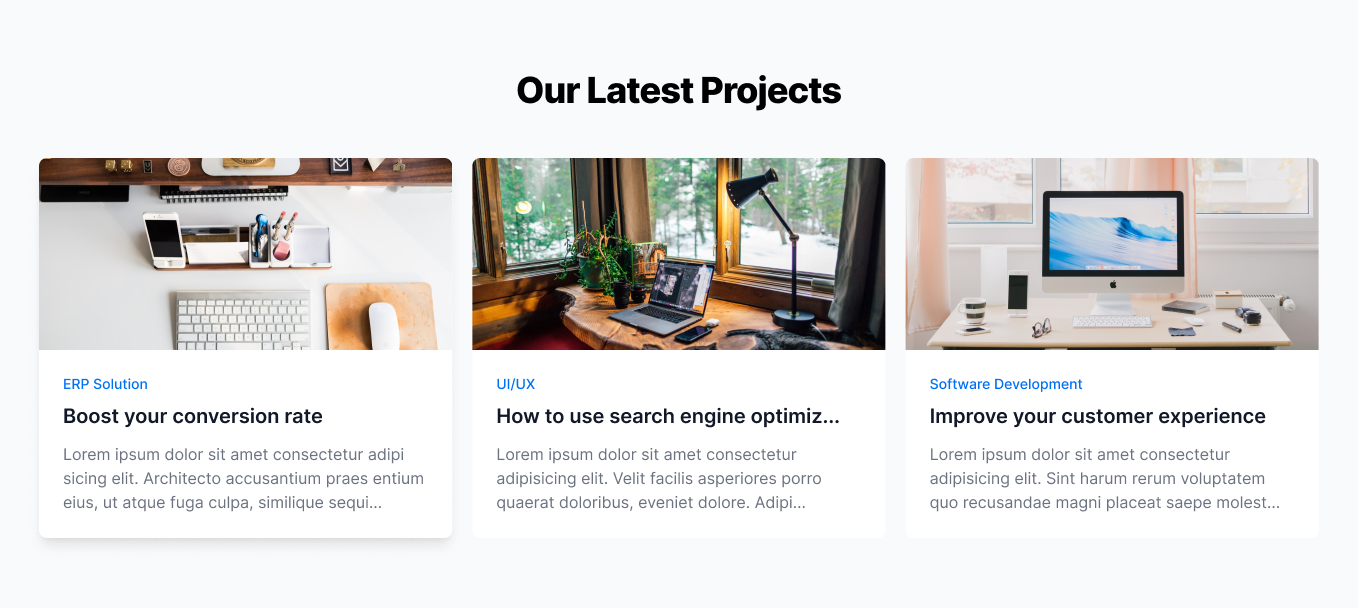 Our Latest Projects
ERP Solution
Boost your conversion rate
Lorem ipsum dolor sit amet consectetur adipi
sicing elit. Architecto accusantium praes entium
eius, ut atque fuga culpa, similique sequi...
UI/UX
How to use search engine optimiz...
Lorem ipsum dolor sit amet consectetur
adipisicing elit. Velit facilis asperiores porro
quaerat doloribus, eveniet dolore. Adipi...
Software Development
Improve your customer experience
Lorem ipsum dolor sit amet consectetur
adipisicing elit. Sint harum rerum voluptatem
quo recusandae magni placeat saepe molest...